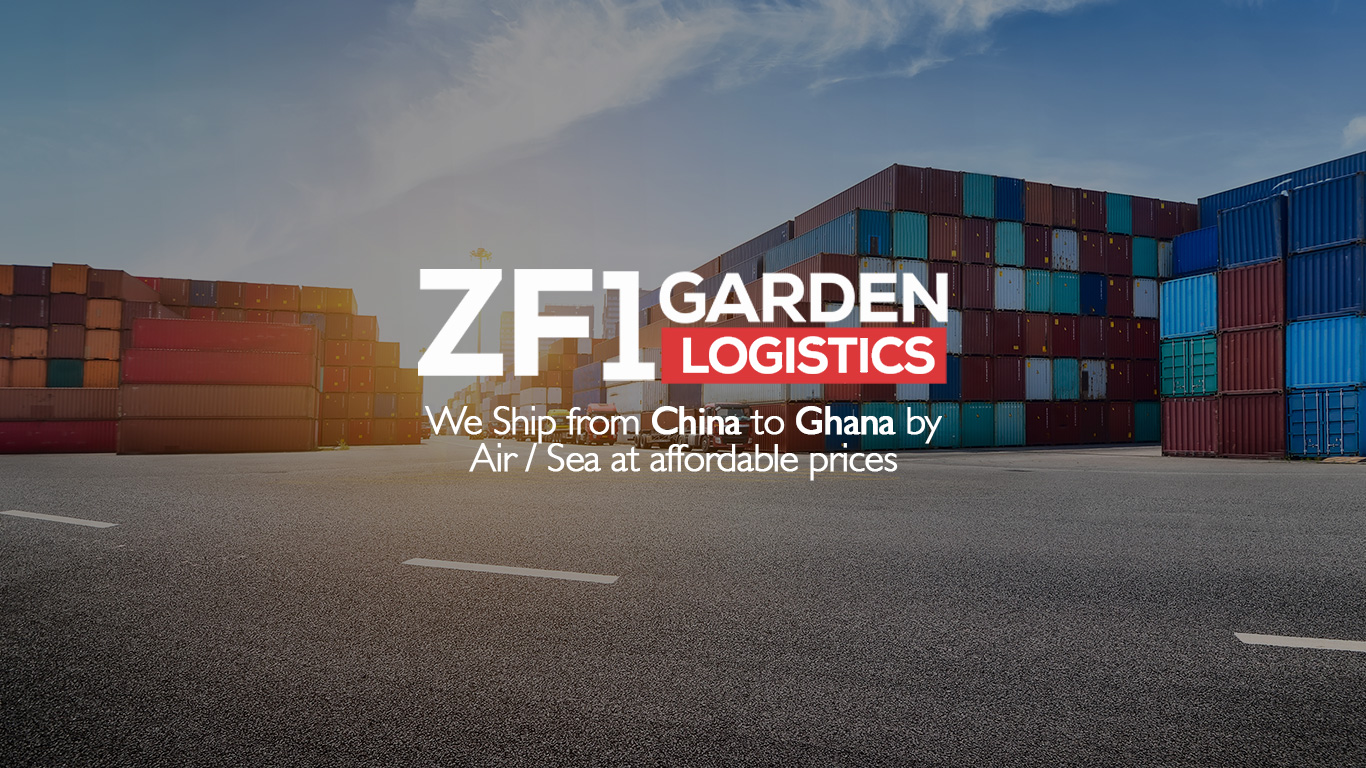 ZF1 GARDEN
LOGISTICS
We Ship from China to Ghana by
Air / Sea at affordable prices